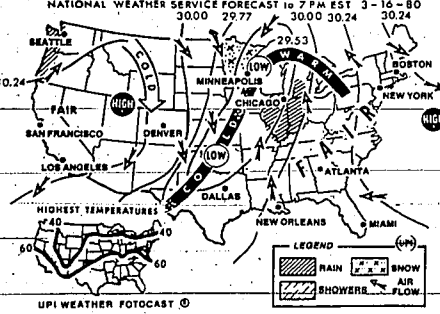 NATIONAL WEATHER SERVICE FORECAST to 7 PM EST 3-16-80
30.00 29.77 30.00 30.24 30.24
SEATTLE
29.53
COLD
WARM
LOW
BOSTON
MINNEAPOLIS
30.24
NEW YORK
FAIR
HIGH
CHICAGO
HIGH
SAN FRANCISCO
DENVER
COLD
FAIR
LOS ANGELES
LOW
ATLANTA
DALLAS
HIGHEST TEMPERATURES
NEW ORLEANS
MIAMI
40
40
60
60
LEGEND
UPI
RAIN
SNOW
SHOWERS
AIR
FLOW
UPI WEATHER FOTOCAST